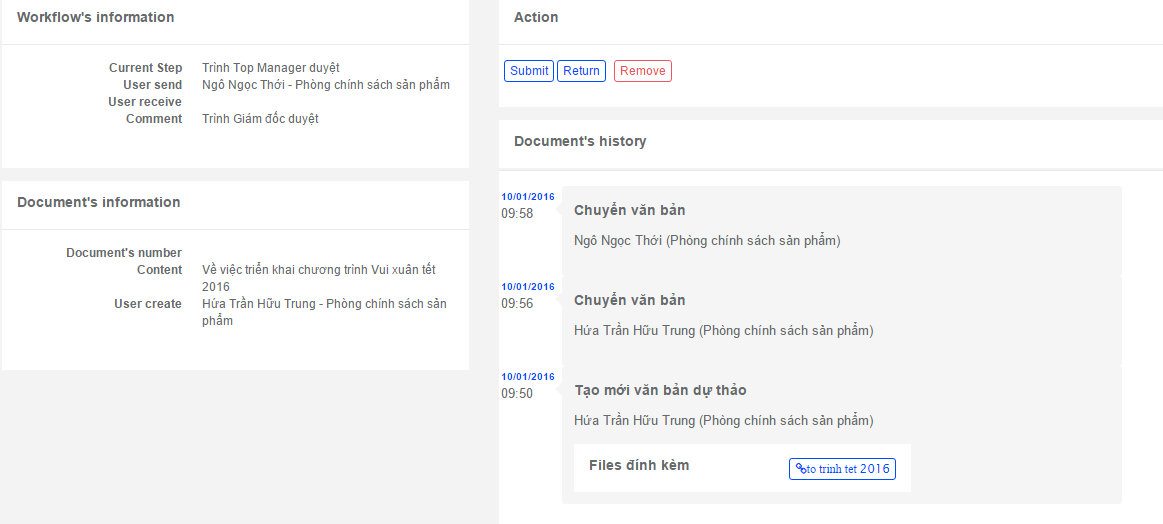 Workflow's information
Current Step Trình Top Manager duyệt
User send Ngô Ngọc Thới - Phòng chính sách sản phẩm
User receive
Comment Trình Giám đốc duyệt
Document's information
Document's number
Content Về việc triển khai chương trình Vui xuân tết
2016
User create Hứa Trần Hữu Trung - Phòng chính sách sản
phẩm
Action
Submit Return Remove
Document's history
10/01/2016
09:58
Chuyển văn bản
Ngô Ngọc Thới (Phòng chính sách sản phẩm)
10/01/2016
09:56
Chuyển văn bản
Hứa Trần Hữu Trung (Phòng chính sách sản phẩm)
10/01/2016
09:50
Tạo mới văn bản dự thảo
Hứa Trần Hữu Trung (Phòng chính sách sản phẩm)
Files đính kèm
to trinh tet 2016